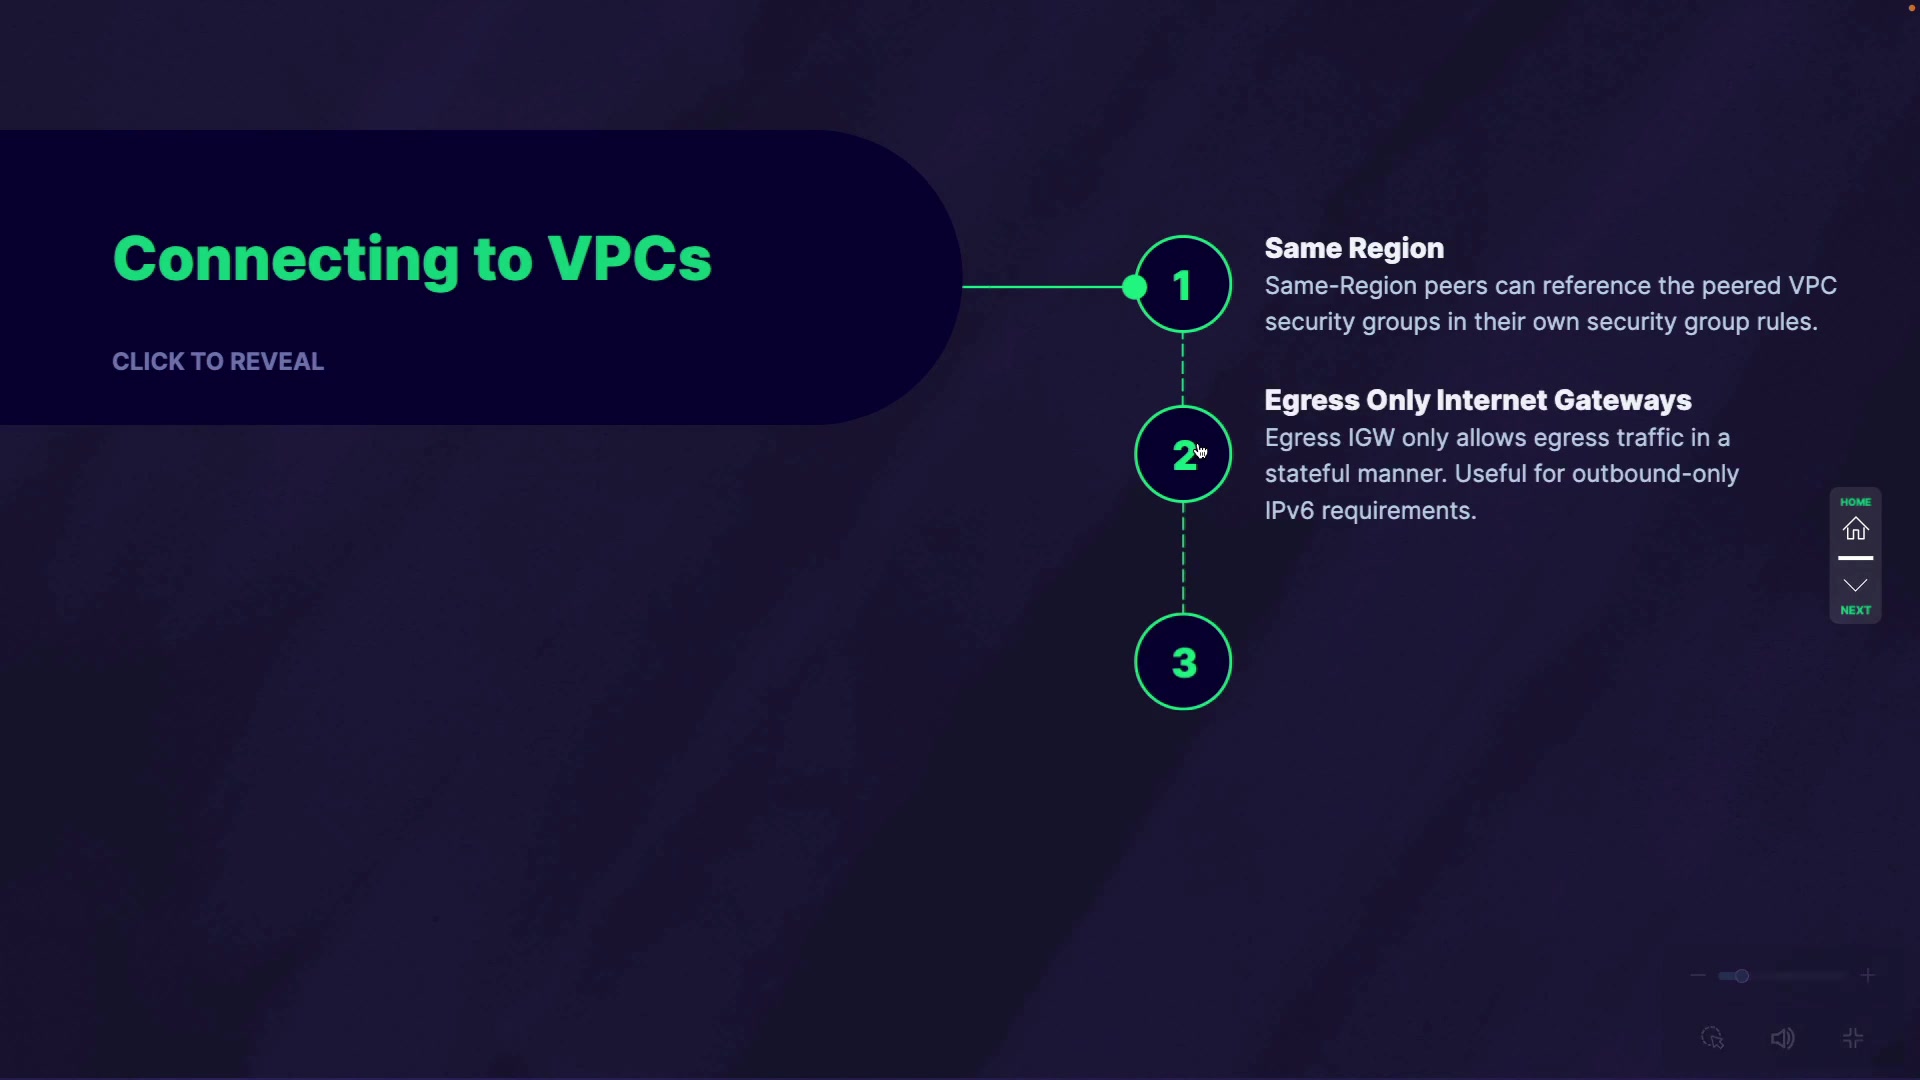 Connecting to VPCs
CLICK TO REVEAL
1
Same Region
Same-Region peers can reference the peered VPC
security groups in their own security group rules.
2
Egress Only Internet Gateways
Egress IGW only allows egress traffic in a
stateful manner. Useful for outbound-only
IPv6 requirements.
3
HOME
NEXT